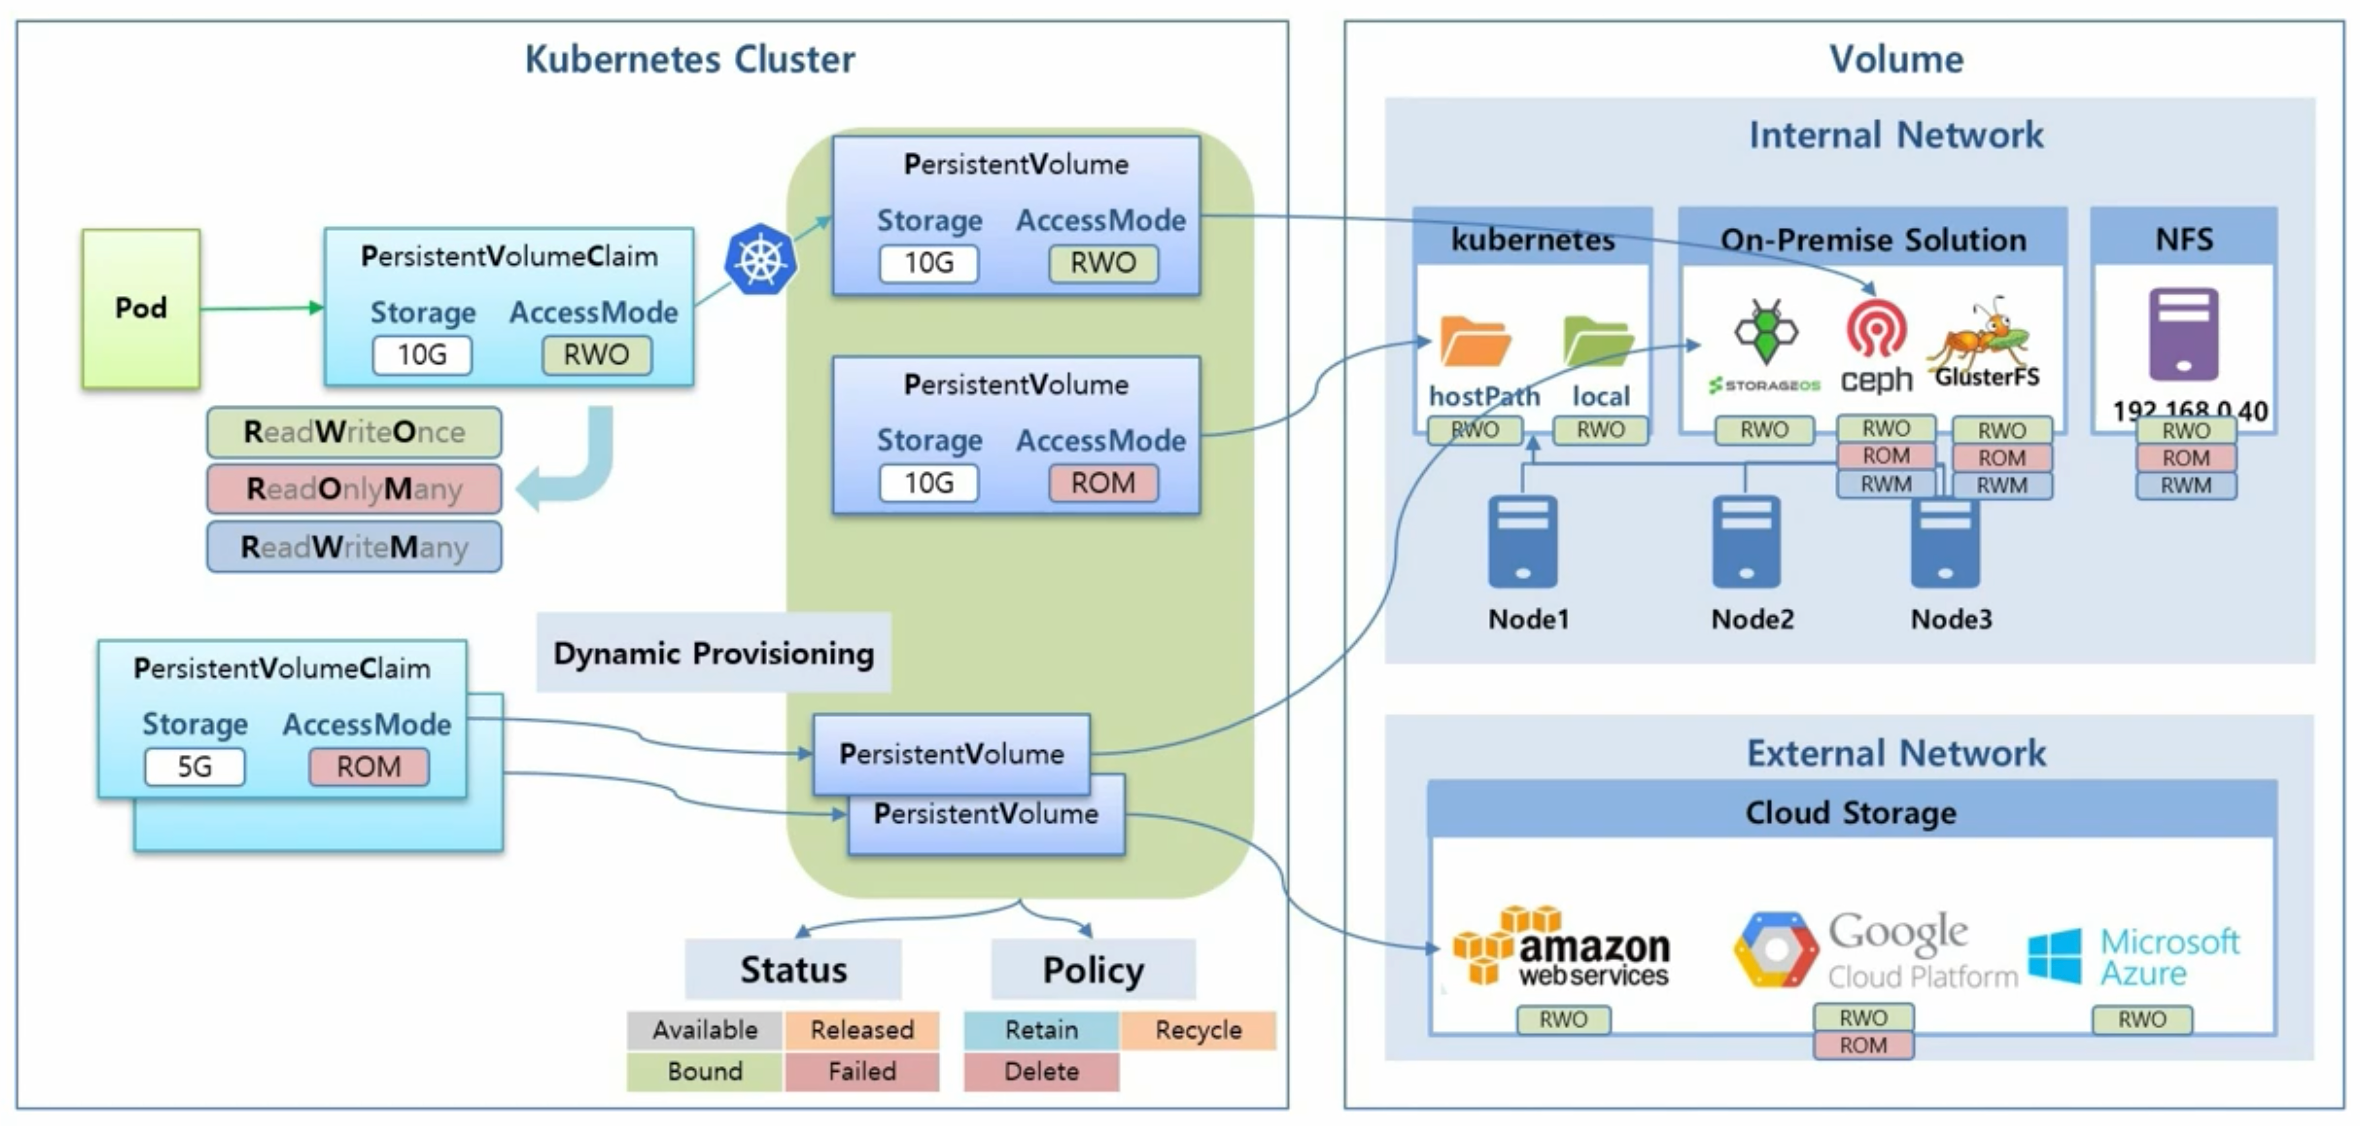 Kubernetes Cluster
Pod
PersistentVolumeClaim
Storage AccessMode
10G RWO
ReadWriteOnce
ReadOnlyMany
ReadWriteMany
PersistentVolume
Storage AccessMode
10G RWO
PersistentVolume
Storage AccessMode
10G ROM
Dynamic Provisioning
PersistentVolumeClaim
Storage AccessMode
5G ROM
PersistentVolume
PersistentVolume
Status
Available Released
Bound Failed
Policy
Retain Recycle
Delete
Volume
Internal Network
kubernetes
hostPath local
RWO RWO
On-Premise Solution
STORAGEOS ceph GlusterFS
RWO RWO RWO
ROM ROM
RWM RWM
NFS
192.168.0.40
RWO
ROM
RWM
Node1 Node2 Node3
External Network
Cloud Storage
amazon
webservices
Google
Cloud Platform
Microsoft
Azure
RWO RWO RWO
ROM